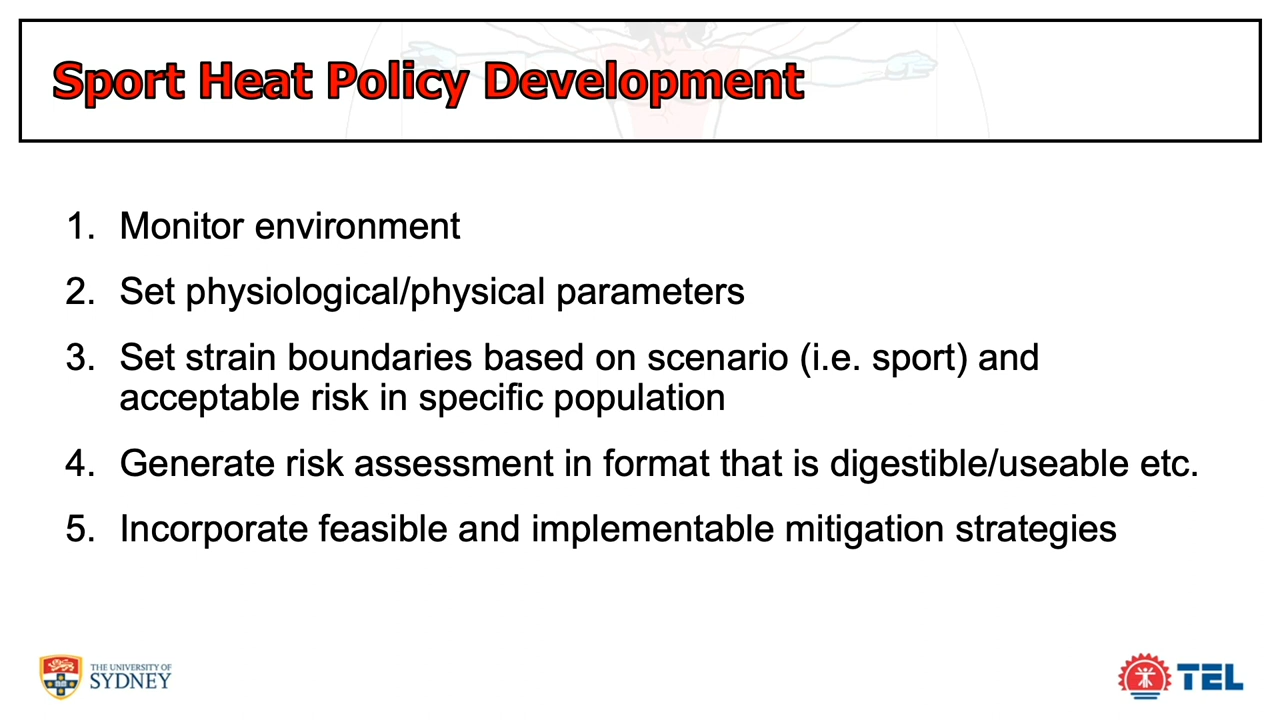 Sport Heat Policy Development
1. Monitor environment
2. Set physiological/physical parameters
3. Set strain boundaries based on scenario (i.e. sport) and
acceptable risk in specific population
4. Generate risk assessment in format that is digestible/useable etc.
5. Incorporate feasible and implementable mitigation strategies
THE UNIVERSITY OF
SYDNEY
TEL